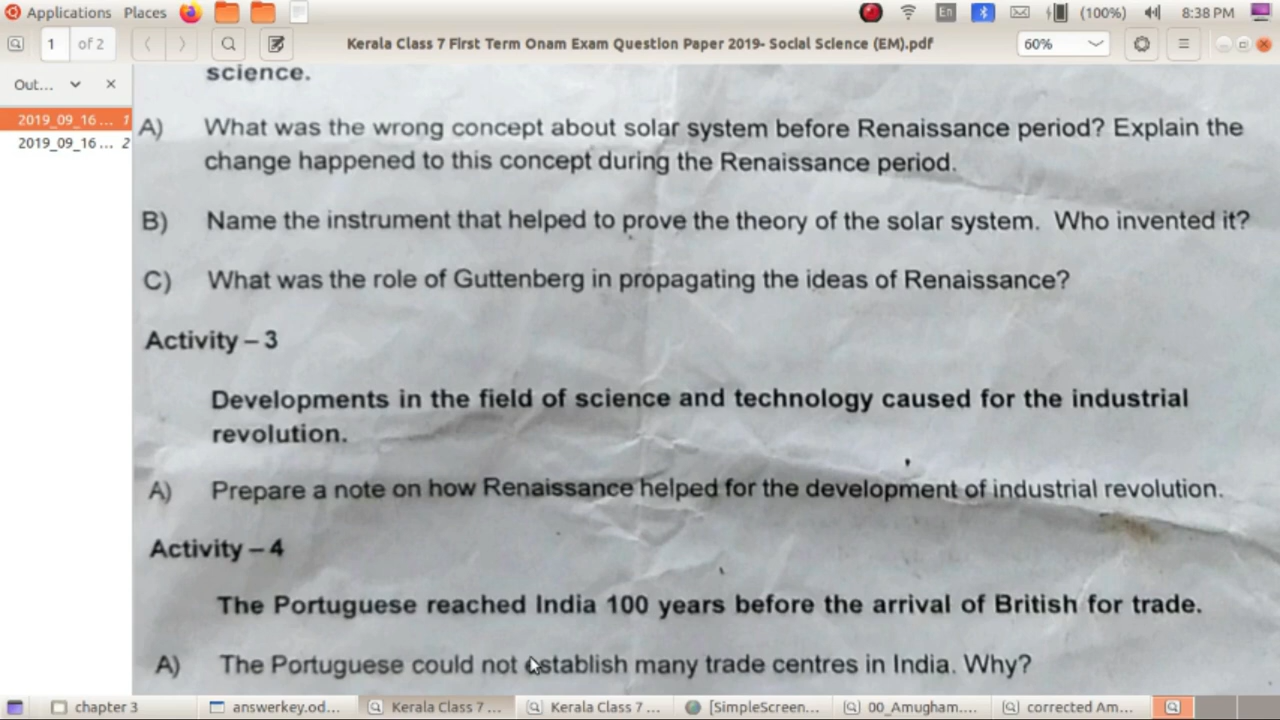 Applications Places En (100%) 8:38 PM
1 of 2 Kerala Class 7 First Term Onam Exam Question Paper 2019- Social Science (EM).pdf 60%
Out...
2019_09_16 ... 1
2019_09_16 ... 2
science.
A) What was the wrong concept about solar system before Renaissance period? Explain the
change happened to this concept during the Renaissance period.
B) Name the instrument that helped to prove the theory of the solar system. Who invented it?
C) What was the role of Guttenberg in propagating the ideas of Renaissance?
Activity – 3
Developments in the field of science and technology caused for the industrial
revolution.
A) Prepare a note on how Renaissance helped for the development of industrial revolution.
Activity – 4
The Portuguese reached India 100 years before the arrival of British for trade.
A) The Portuguese could not establish many trade centres in India. Why?
chapter 3 answerkey.od... Kerala Class 7 ... Kerala Class 7 ... [SimpleScreen... 00_Amugham.... corrected Am...